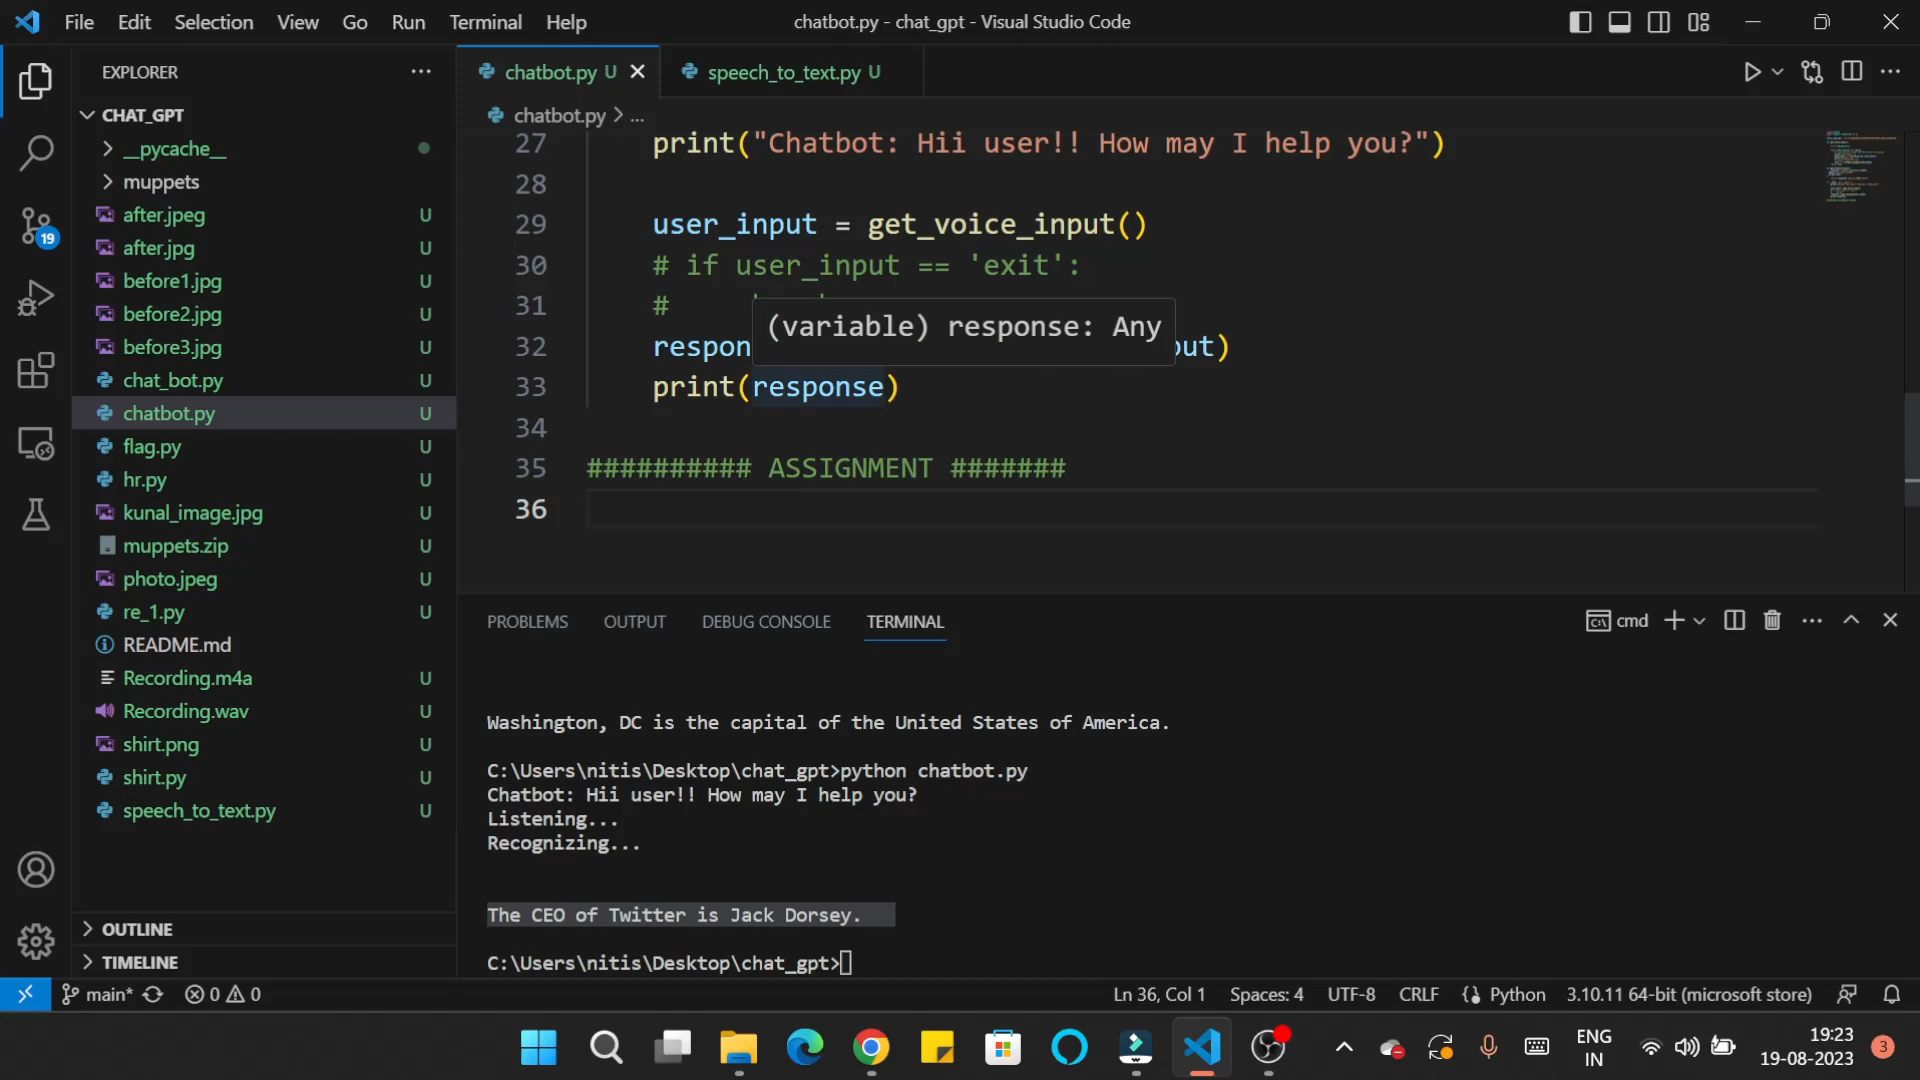 File Edit Selection View Go Run Terminal Help
chatbot.py - chat_gpt - Visual Studio Code
EXPLORER
CHAT_GPT
__pycache__
muppets
after.jpeg U
after.jpg U
before1.jpg U
before2.jpg U
before3.jpg U
chat_bot.py U
chatbot.py U
flag.py U
hr.py U
kunal_image.jpg U
muppets.zip U
photo.jpeg U
re_1.py U
README.md
Recording.m4a U
Recording.wav U
shirt.png U
shirt.py U
speech_to_text.py U
OUTLINE
TIMELINE
19
chatbot.py U
speech_to_text.py U
chatbot.py > ...
27 print("Chatbot: Hii user!! How may I help you?")
28
29 user_input = get_voice_input()
30 # if user_input == 'exit':
31 #
(variable) response: Any
32 respon put)
33 print(response)
34
35 ########## ASSIGNMENT #######
36
PROBLEMS OUTPUT DEBUG CONSOLE TERMINAL
cmd
Washington, DC is the capital of the United States of America.
C:\Users\nitis\Desktop\chat_gpt>python chatbot.py
Chatbot: Hii user!! How may I help you?
Listening...
Recognizing...
The CEO of Twitter is Jack Dorsey.
C:\Users\nitis\Desktop\chat_gpt>
main* 0 0
Ln 36, Col 1 Spaces: 4 UTF-8 CRLF Python 3.10.11 64-bit (microsoft store)
ENG
IN
19:23
19-08-2023
3